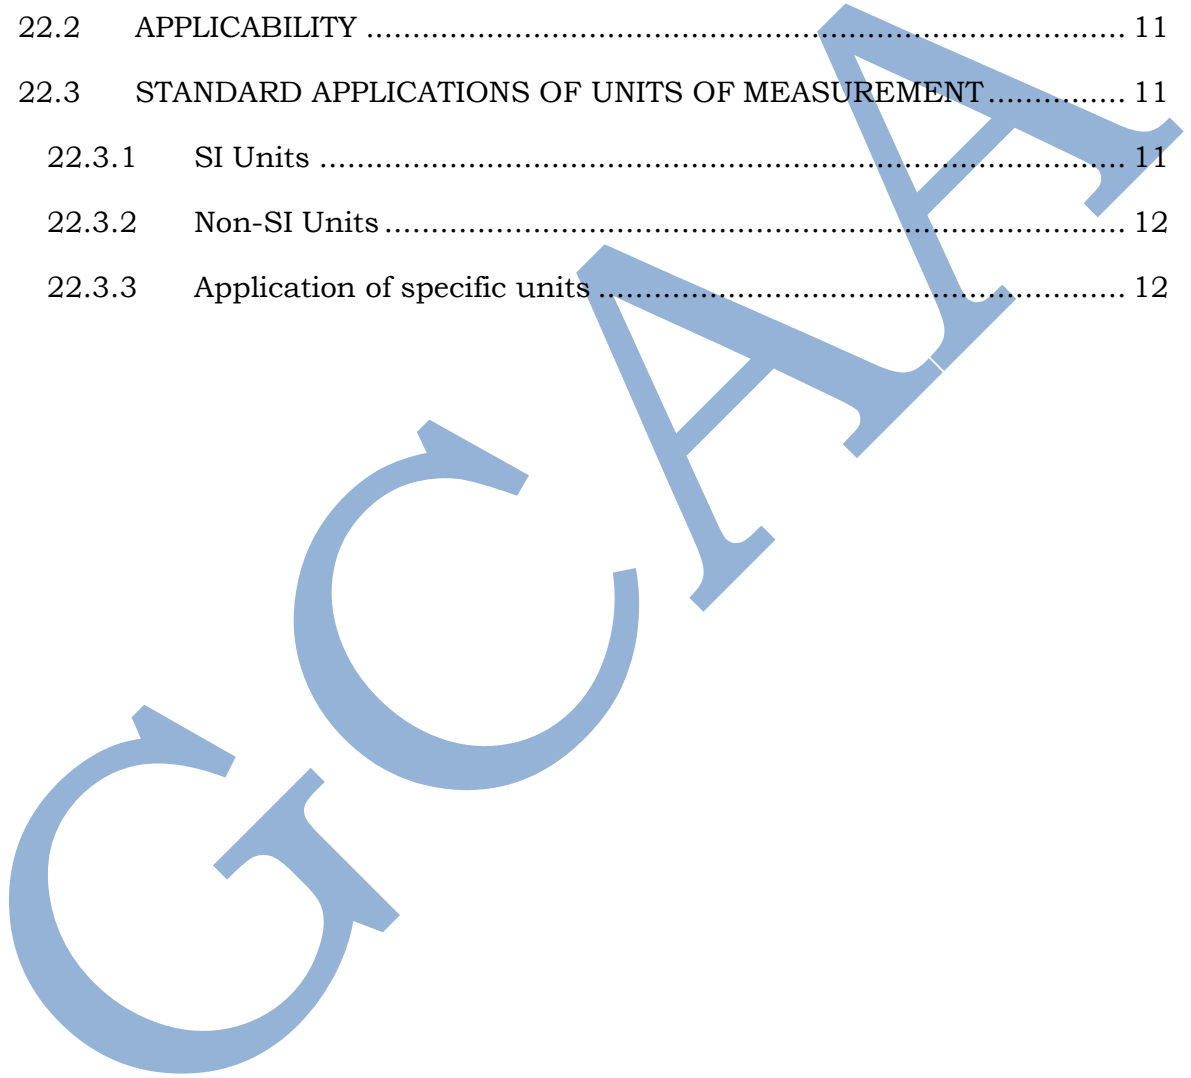 22.2 APPLICABILITY ........................................................................ 11
22.3 STANDARD APPLICATIONS OF UNITS OF MEASUREMENT ............... 11
22.3.1 SI Units ........................................................................ 11
22.3.2 Non-SI Units ........................................................................ 12
22.3.3 Application of specific units ........................................................ 12
GCAA